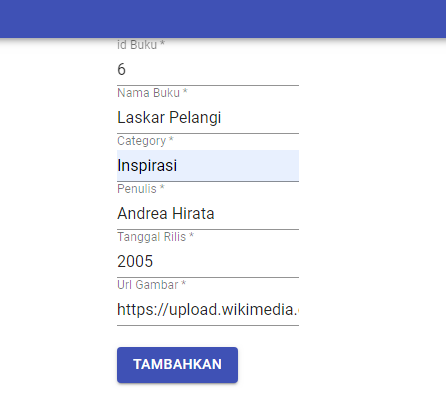 id Buku *
6
Nama Buku *
Laskar Pelangi
Category *
Inspirasi
Penulis *
Andrea Hirata
Tanggal Rilis *
2005
Url Gambar *
https://upload.wikimedia.
TAMBAHKAN